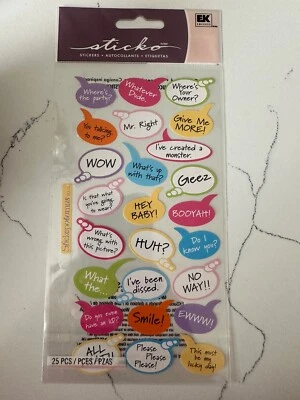 EK
sticko
STICKERS • AUTOCOLLANTS • ETIQUETAS
Where's
the party?
Whatever
Dude.
Where's
Your
Owner?
You talking
to me?
Mr. Right
Give Me
MORE!
I've created a
monster.
WOW
What's up
with that?
Geez
Is that what
you're going
to wear?
HEY
BABY!
BOOYAH!
What's
wrong with
this picture?
HUH?
Do I
know you?
What
the...
I've been
dissed.
NO
WAY!!
Do you even
have an ID?
Smile!
EWWW!
ALL
Please
Please
Please!
This must
be my
lucky day!
25 PCS / PCES / PZAS